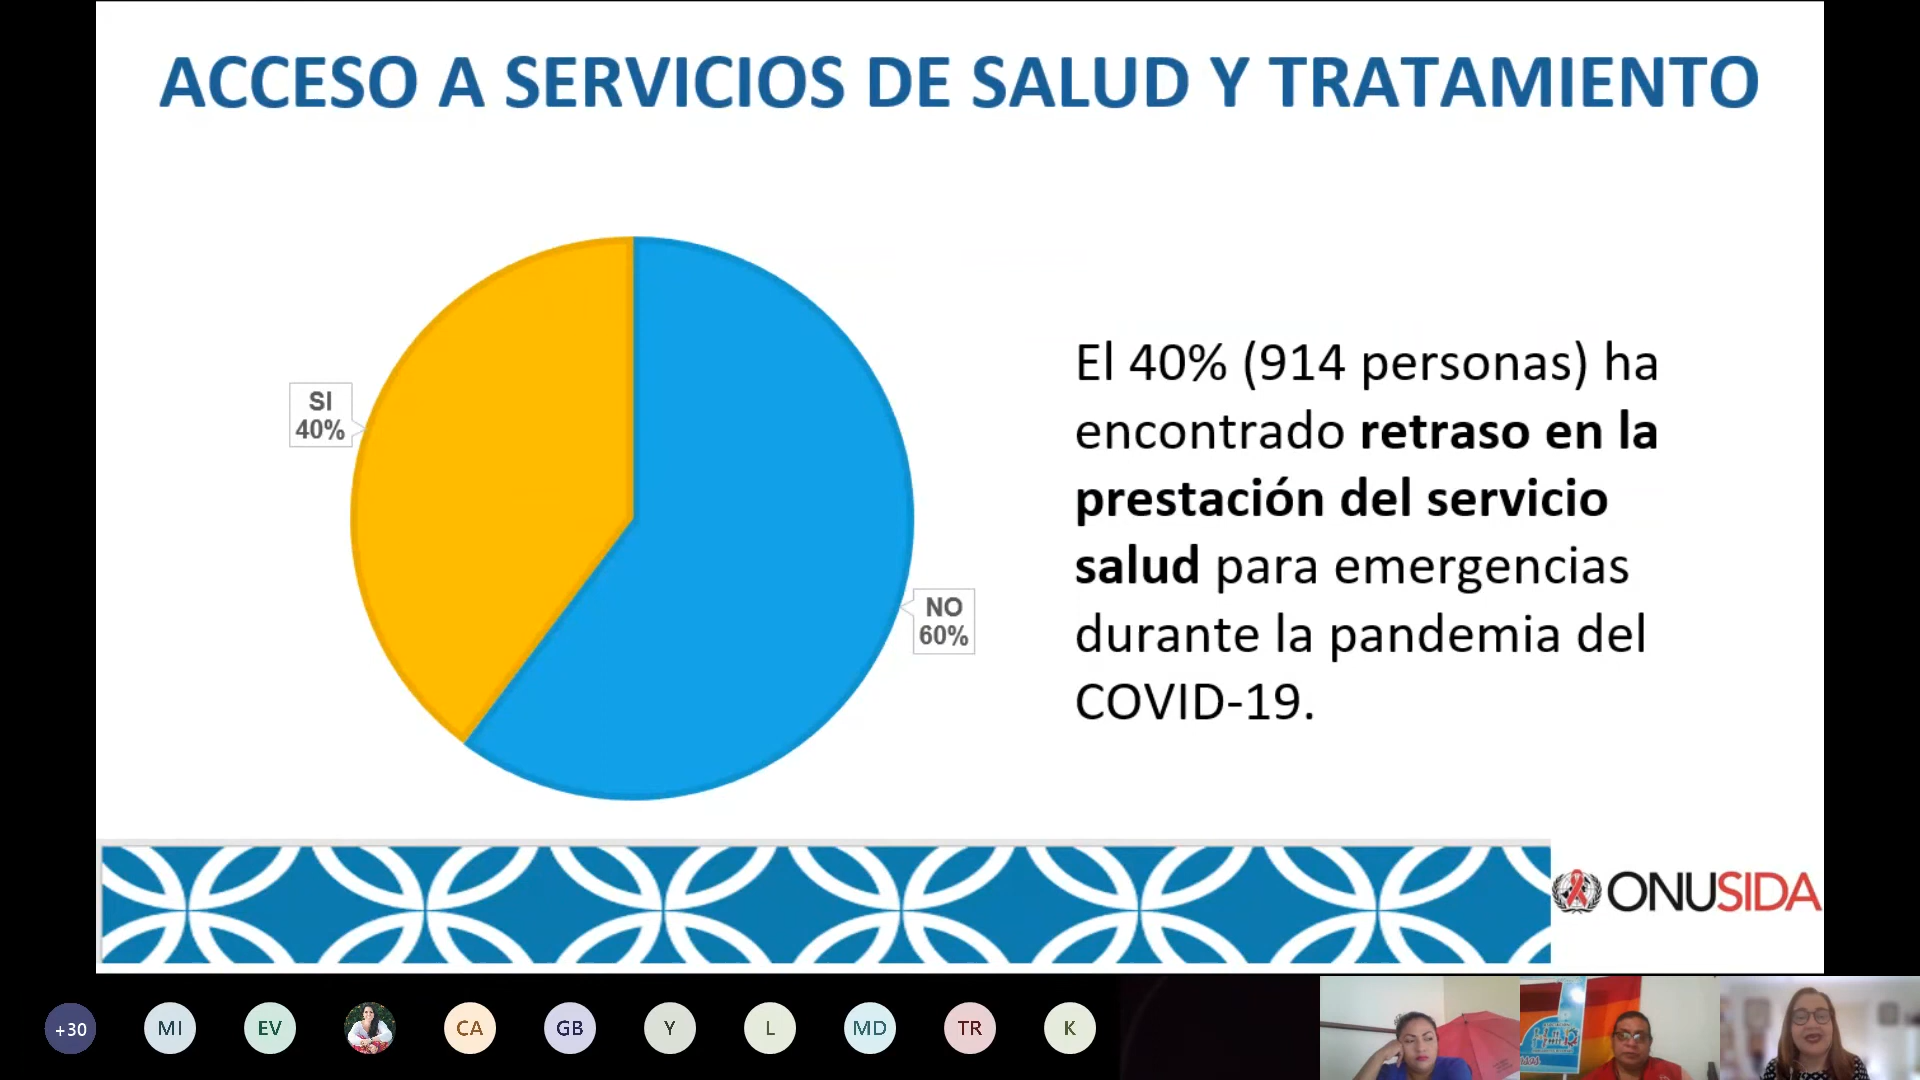 ACCESO A SERVICIOS DE SALUD Y TRATAMIENTO
SI
40%
NO
60%
El 40% (914 personas) ha
encontrado retraso en la
prestación del servicio
salud para emergencias
durante la pandemia del
COVID-19.
ONUSIDA
+30
MI
EV
CA
GB
Y
L
MD
TR
K